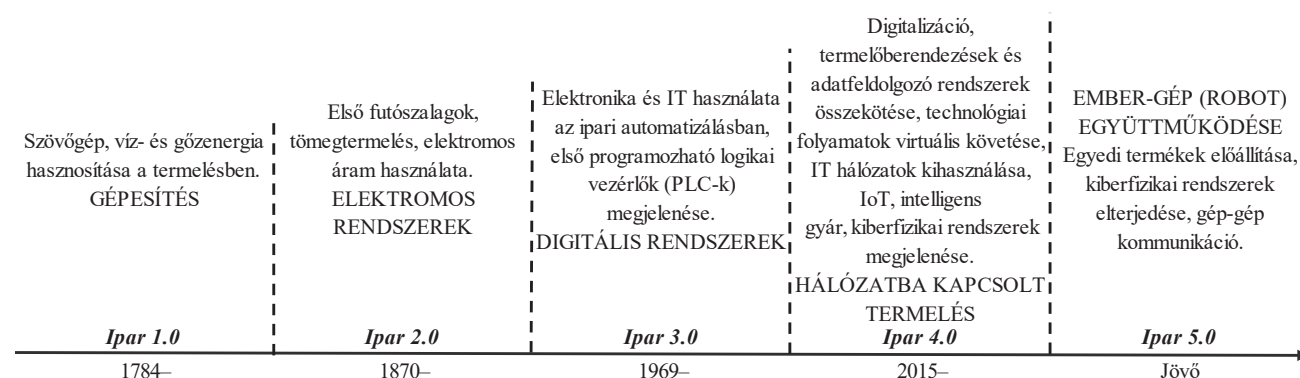 Szövőgép, víz- és gőzenergia
hasznosítása a termelésben.
GÉPESÍTÉS
Első futószalagok,
tömegtermelés, elektromos
áram használata.
ELEKTROMOS
RENDSZEREK
Elektronika és IT használata
az ipari automatizálásban,
első programozható logikai
vezérlők (PLC-k)
megjelenése.
DIGITÁLIS RENDSZEREK
Digitalizáció,
termelőberendezések és
adatfeldolgozó rendszerek
összekötése, technológiai
folyamatok virtuális követése,
IT hálózatok kihasználása,
IoT, intelligens
gyár, kiberfizikai rendszerek
megjelenése.
HÁLÓZATBA KAPCSOLT
TERMELÉS
EMBER-GÉP (ROBOT)
EGYÜTTMŰKÖDÉSE
Egyedi termékek előállítása,
kiberfizikai rendszerek
elterjedése, gép-gép
kommunikáció.
Ipar 1.0
Ipar 2.0
Ipar 3.0
Ipar 4.0
Ipar 5.0
1784–
1870–
1969–
2015–
Jövő